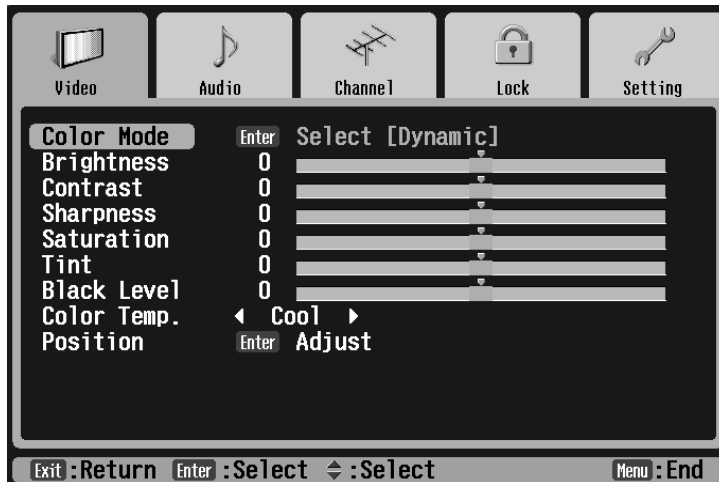 Video Audio Channel Lock Setting
Color Mode Enter Select [Dynamic]
Brightness 0
Contrast 0
Sharpness 0
Saturation 0
Tint 0
Black Level 0
Color Temp. Cool
Position Enter Adjust
Exit :Return Enter :Select :Select Menu :End